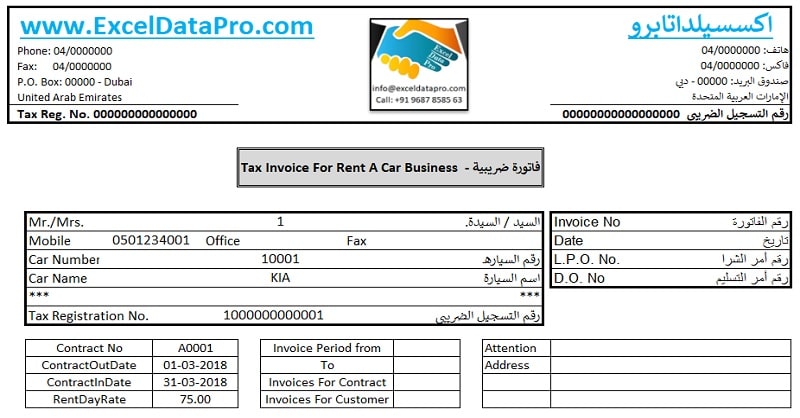 www.ExcelDataPro.com
Phone: 04/0000000
Fax: 04/0000000
P.O. Box: 00000 - Dubai
United Arab Emirates
Tax Reg. No. 000000000000000
Excel
Data
Pro
info@exceldatapro.com
Call: +91 9687 8585 63
اكسسيلداتابرو
هاتف: 04/0000000
فاكس: 04/0000000
صندوق البريد: 00000 - دبي
الإمارات العربية المتحدة
رقم التسجيل الضريبي 000000000000000
Tax Invoice For Rent A Car Business - فاتورة ضريبية
Mr./Mrs. 1 السيد / السيدة.
Mobile 0501234001 Office Fax
Car Number 10001 رقم السياره
Car Name KIA اسم السيارة
*** ***
Tax Registration No. 1000000000001 رقم التسجيل الضريبي
Invoice No رقم الفاتورة
Date تاريخ
L.P.O. No. رقم أمر الشرا
D.O. No رقم أمر التسليم
Contract No A0001
ContractOutDate 01-03-2018
ContractInDate 31-03-2018
RentDayRate 75.00
Invoice Period from
To
Invoices For Contract
Invoices For Customer
Attention
Address